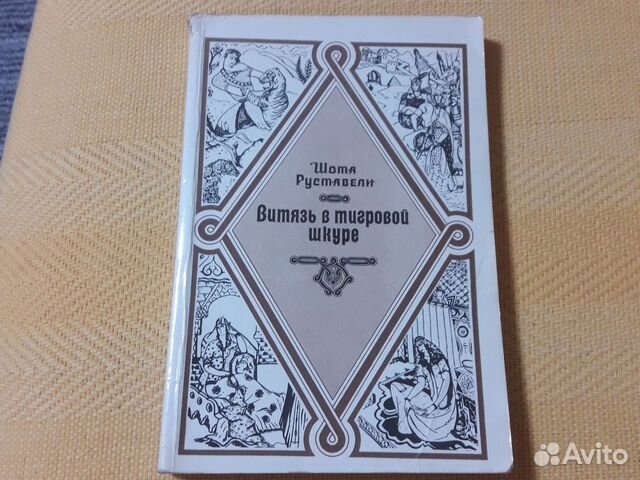 Шота
Руставели
Витязь в тигровой
шкуре
Avito